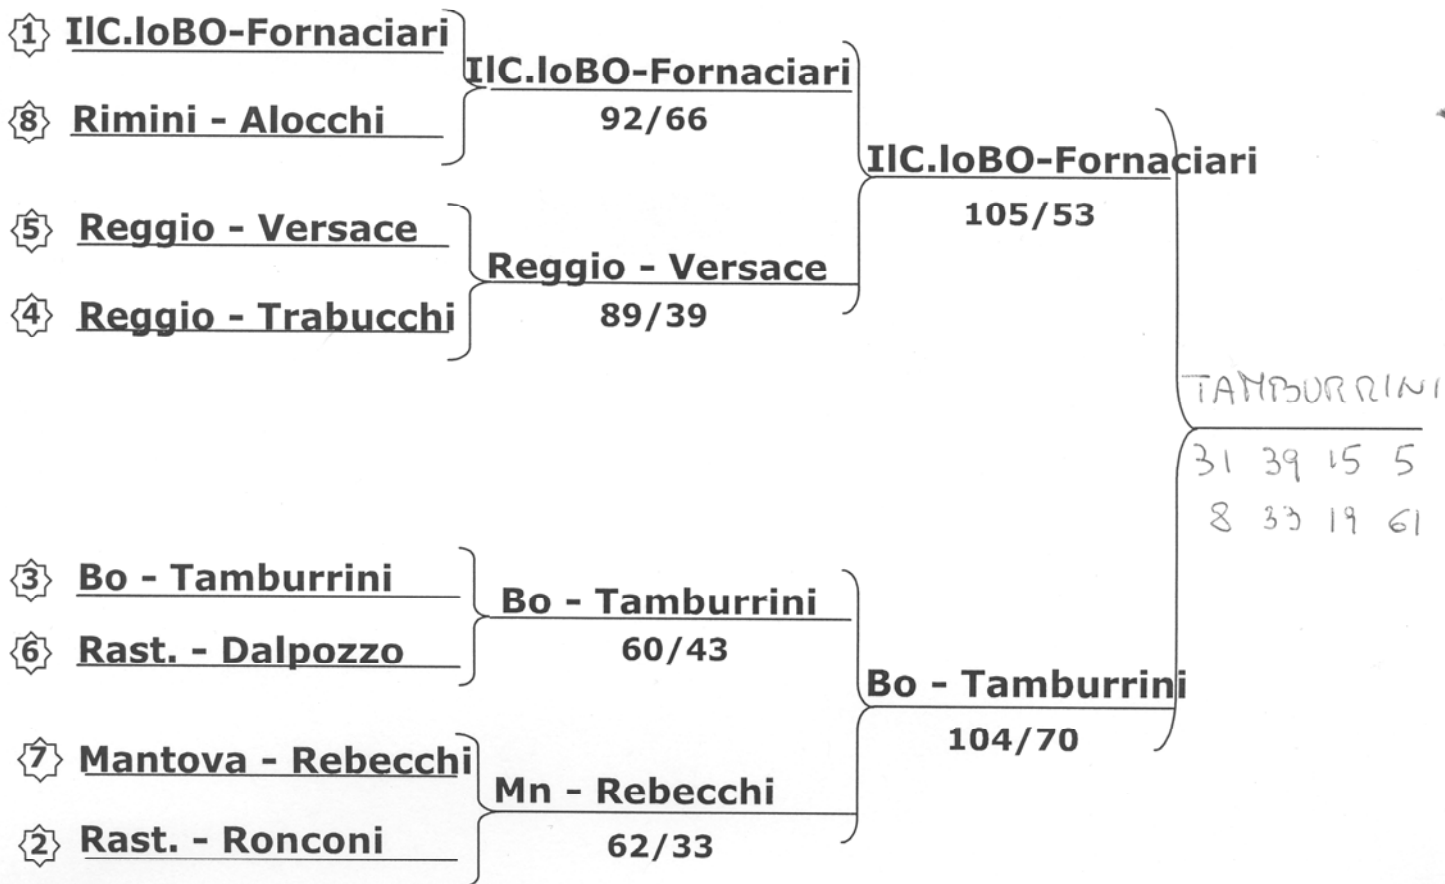 1 IlC.loBO-Fornaciari
8 Rimini - Alocchi
IlC.loBO-Fornaciari
92/66
5 Reggio - Versace
4 Reggio - Trabucchi
Reggio - Versace
89/39
IlC.loBO-Fornaciari
105/53
3 Bo - Tamburrini
6 Rast. - Dalpozzo
Bo - Tamburrini
60/43
7 Mantova - Rebecchi
2 Rast. - Ronconi
Mn - Rebecchi
62/33
Bo - Tamburrini
104/70
TAMBURRINI
31 39 15 5
8 33 19 61